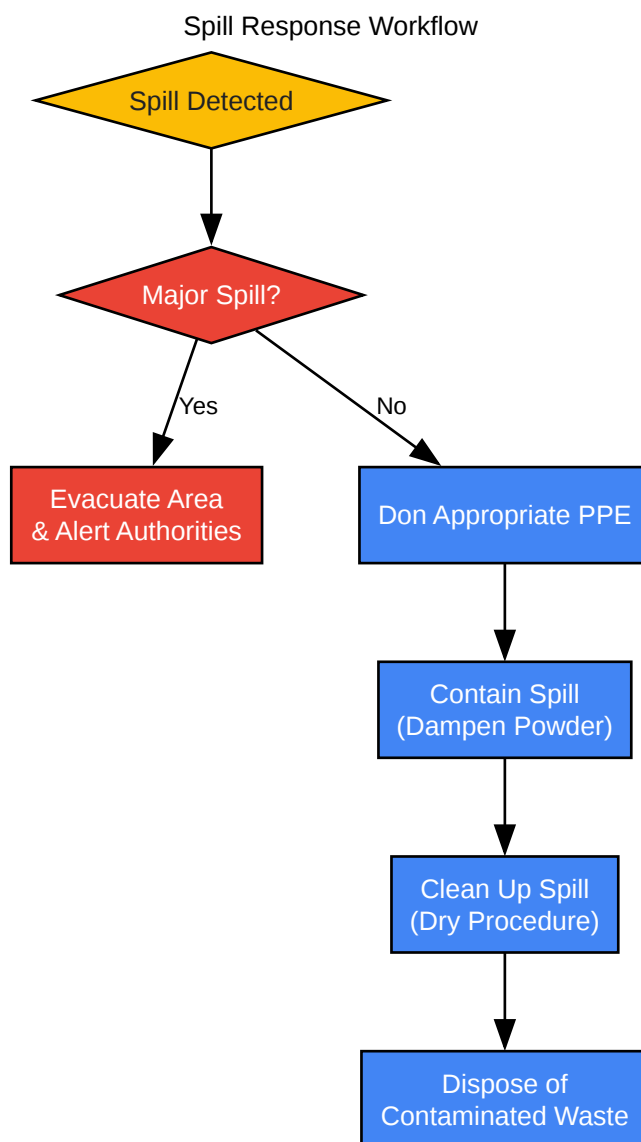 Spill Response Workflow
Spill Detected
Major Spill?
Yes
No
Evacuate Area
& Alert Authorities
Don Appropriate PPE
Contain Spill
(Dampen Powder)
Clean Up Spill
(Dry Procedure)
Dispose of
Contaminated Waste